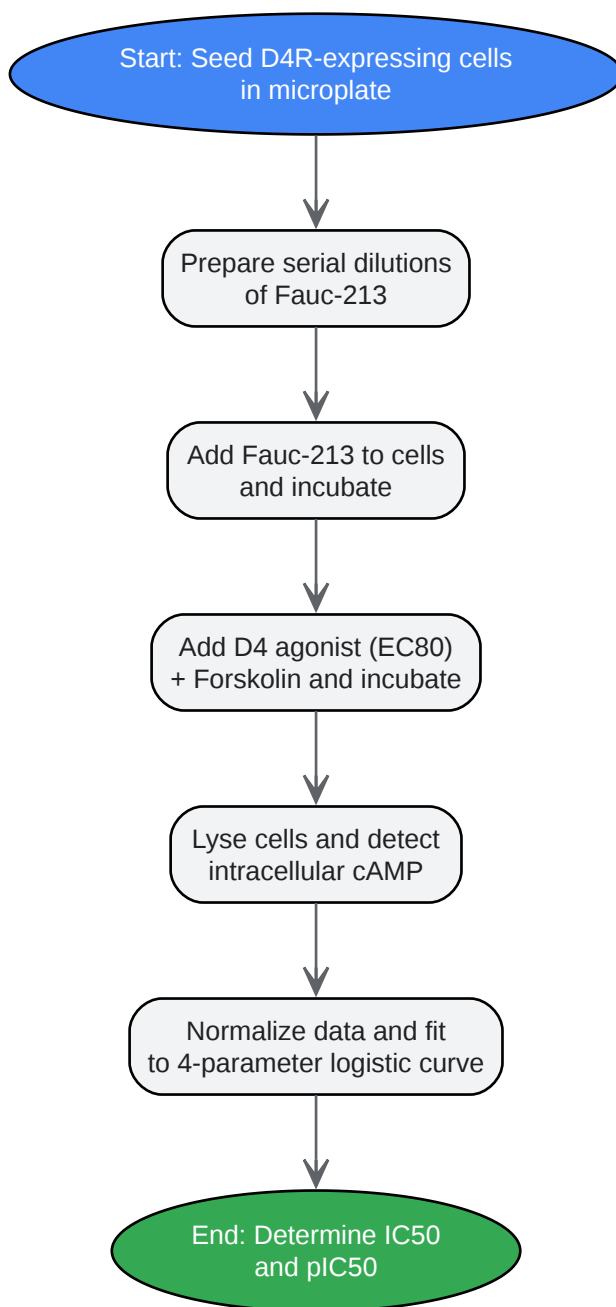 Start: Seed D4R-expressing cells
in microplate
Prepare serial dilutions
of Fauc-213
Add Fauc-213 to cells
and incubate
Add D4 agonist (EC80)
+ Forskolin and incubate
Lyse cells and detect
intracellular cAMP
Normalize data and fit
to 4-parameter logistic curve
End: Determine IC50
and pIC50